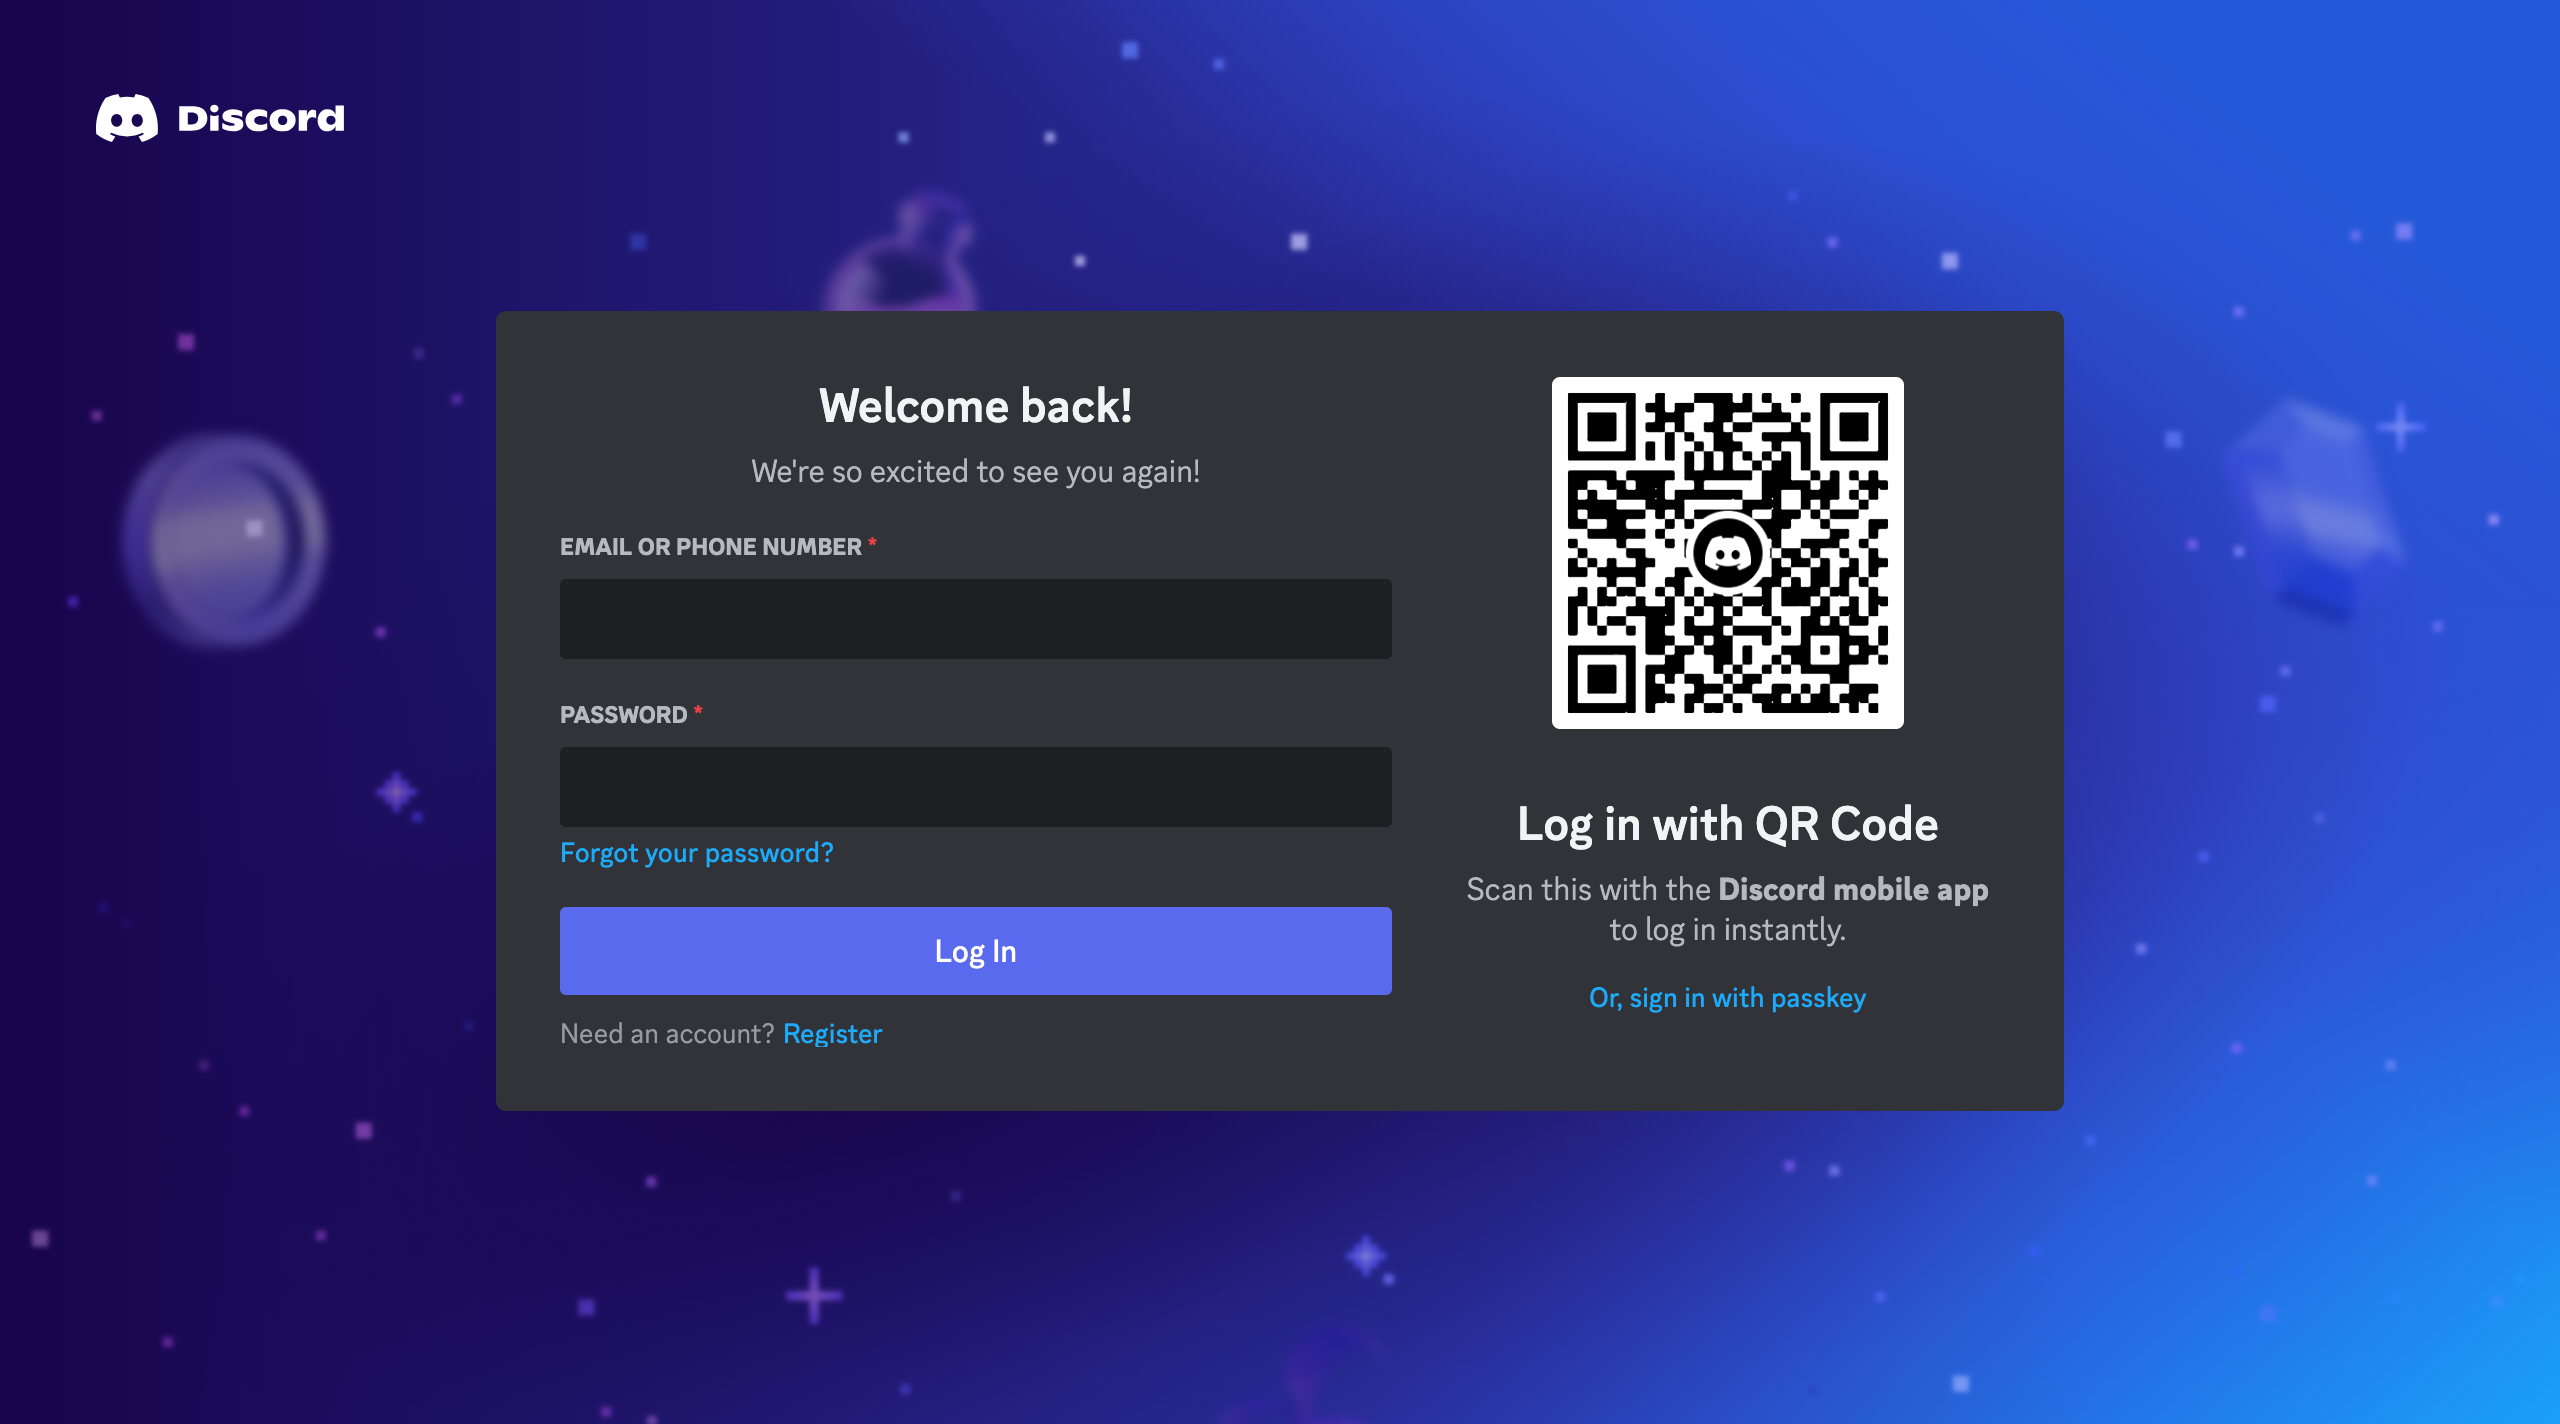 Discord
Welcome back!
We're so excited to see you again!
EMAIL OR PHONE NUMBER *
PASSWORD *
Forgot your password?
Log In
Need an account? Register
Log in with QR Code
Scan this with the Discord mobile app
to log in instantly.
Or, sign in with passkey